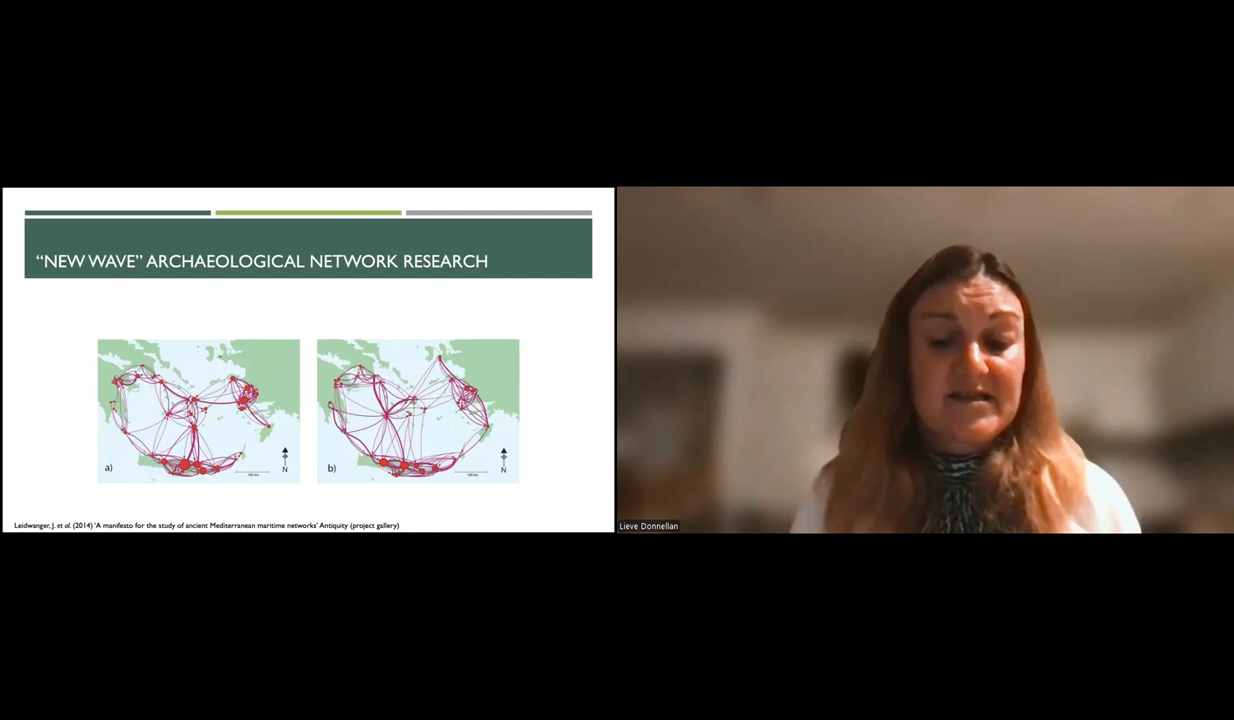 “NEW WAVE” ARCHAEOLOGICAL NETWORK RESEARCH
a)
N
b)
N
Leidwanger, J. et al. (2014) ‘A manifesto for the study of ancient Mediterranean maritime networks’ Antiquity (project gallery)
Lieve Donnellan